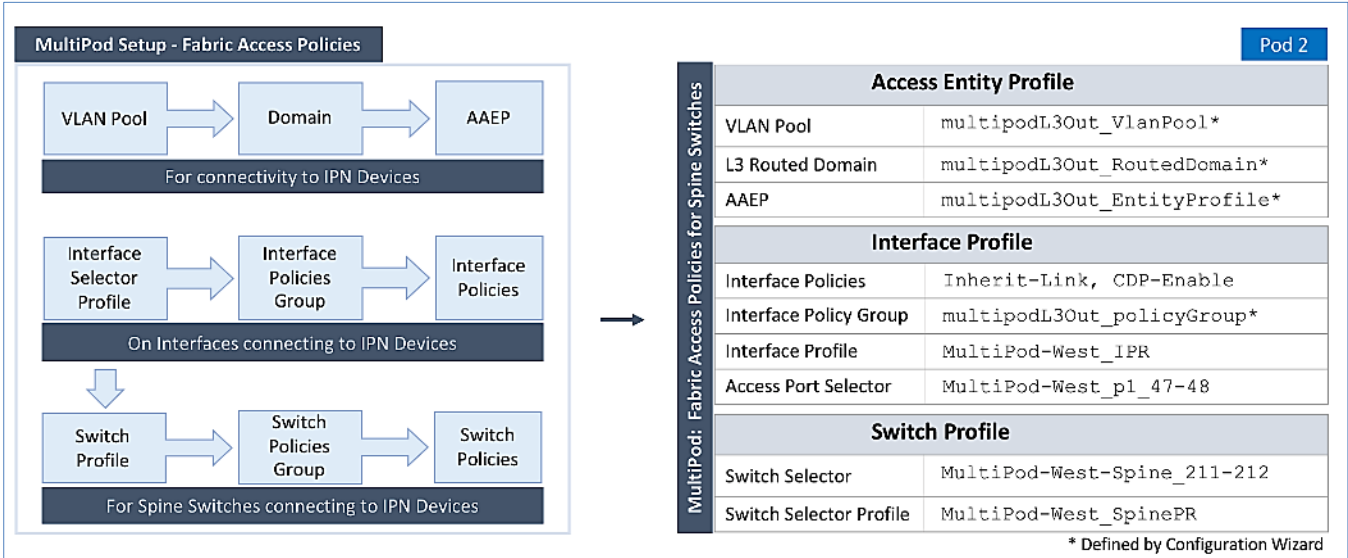 MultiPod Setup - Fabric Access Policies
VLAN Pool
Domain
AAEP
For connectivity to IPN Devices
Interface
Selector
Profile
Interface
Policies
Group
Interface
Policies
On Interfaces connecting to IPN Devices
Switch
Profile
Switch
Policies
Group
Switch
Policies
For Spine Switches connecting to IPN Devices
Pod 2
MultiPod: Fabric Access Policies for Spine Switches
Access Entity Profile
VLAN Pool multipodL3Out_VlanPool*
L3 Routed Domain multipodL3Out_RoutedDomain*
AAEP multipodL3Out_EntityProfile*
Interface Profile
Interface Policies Inherit-Link, CDP-Enable
Interface Policy Group multipodL3Out_policyGroup*
Interface Profile MultiPod-West_IPR
Access Port Selector MultiPod-West_p1_47-48
Switch Profile
Switch Selector MultiPod-West-Spine_211-212
Switch Selector Profile MultiPod-West_SpinePR
* Defined by Configuration Wizard